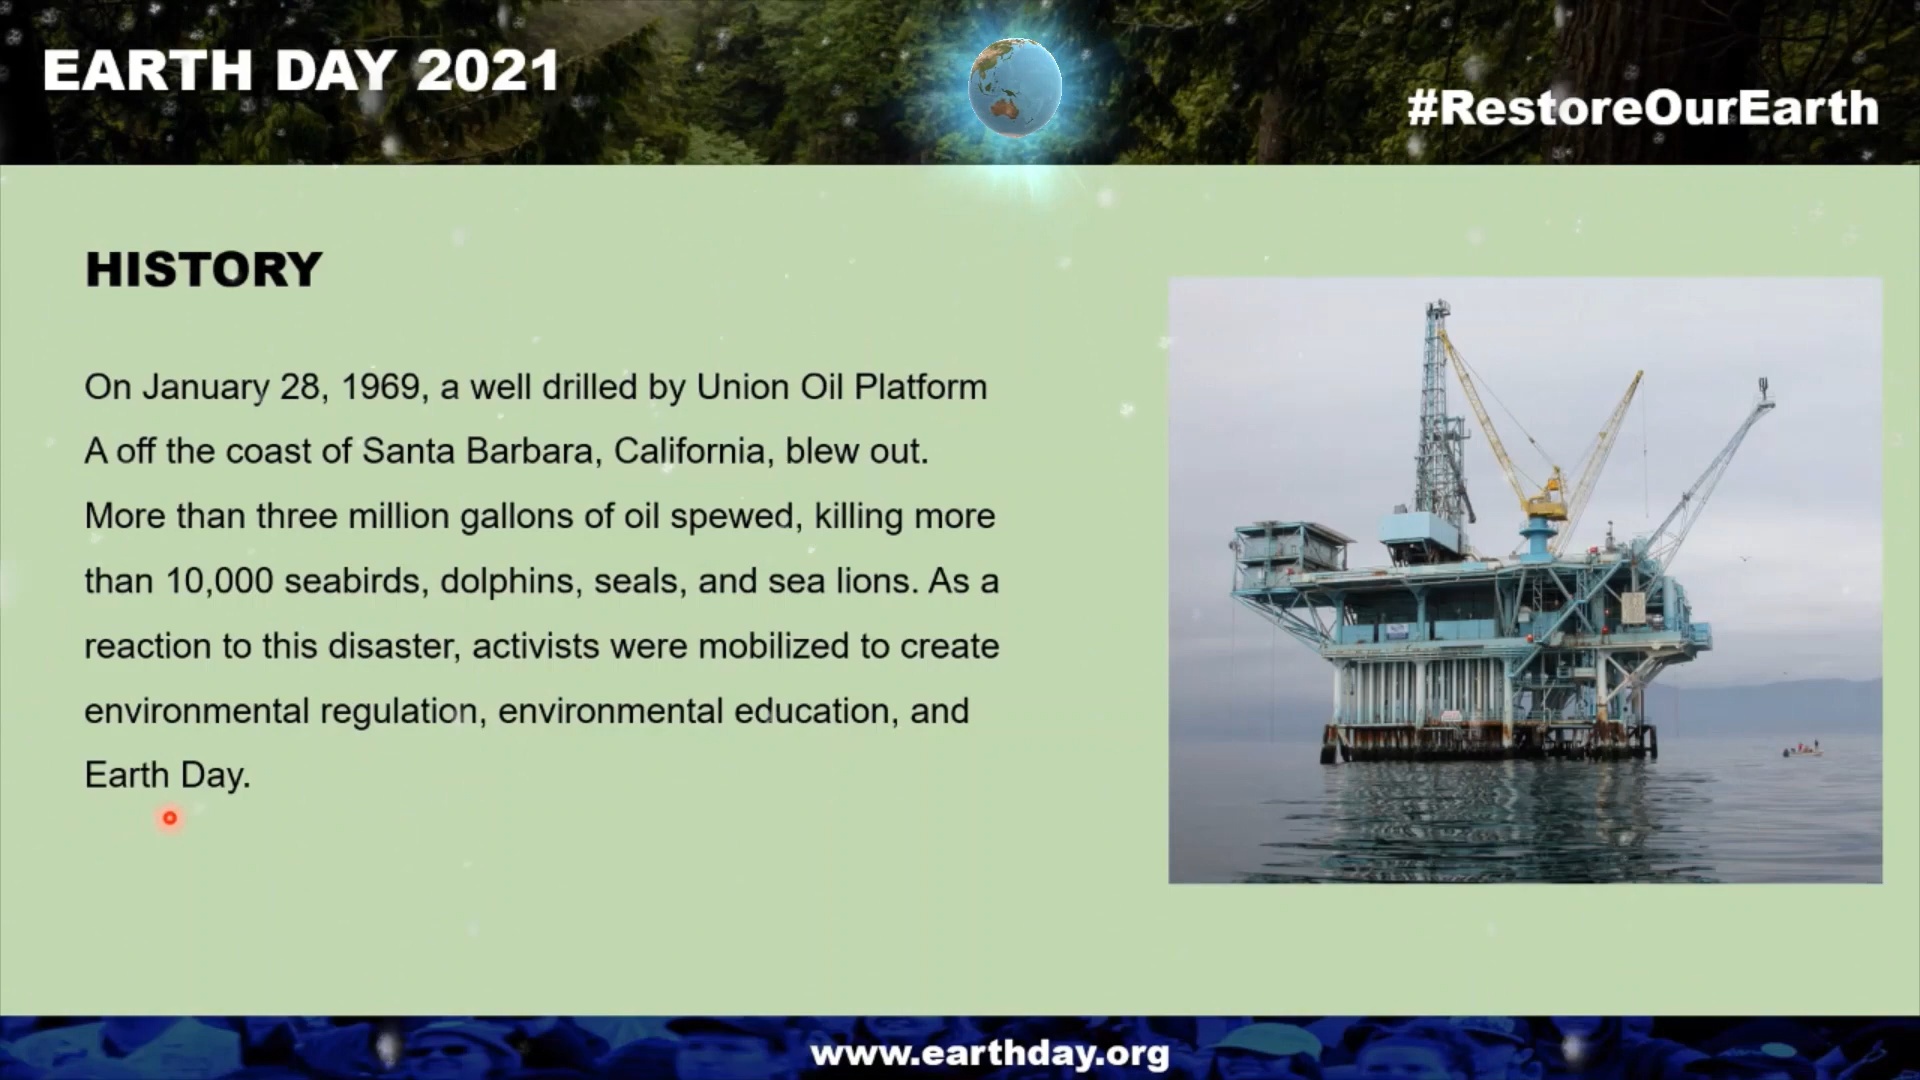 EARTH DAY 2021
#RestoreOurEarth
HISTORY
On January 28, 1969, a well drilled by Union Oil Platform
A off the coast of Santa Barbara, California, blew out.
More than three million gallons of oil spewed, killing more
than 10,000 seabirds, dolphins, seals, and sea lions. As a
reaction to this disaster, activists were mobilized to create
environmental regulation, environmental education, and
Earth Day.
www.earthday.org